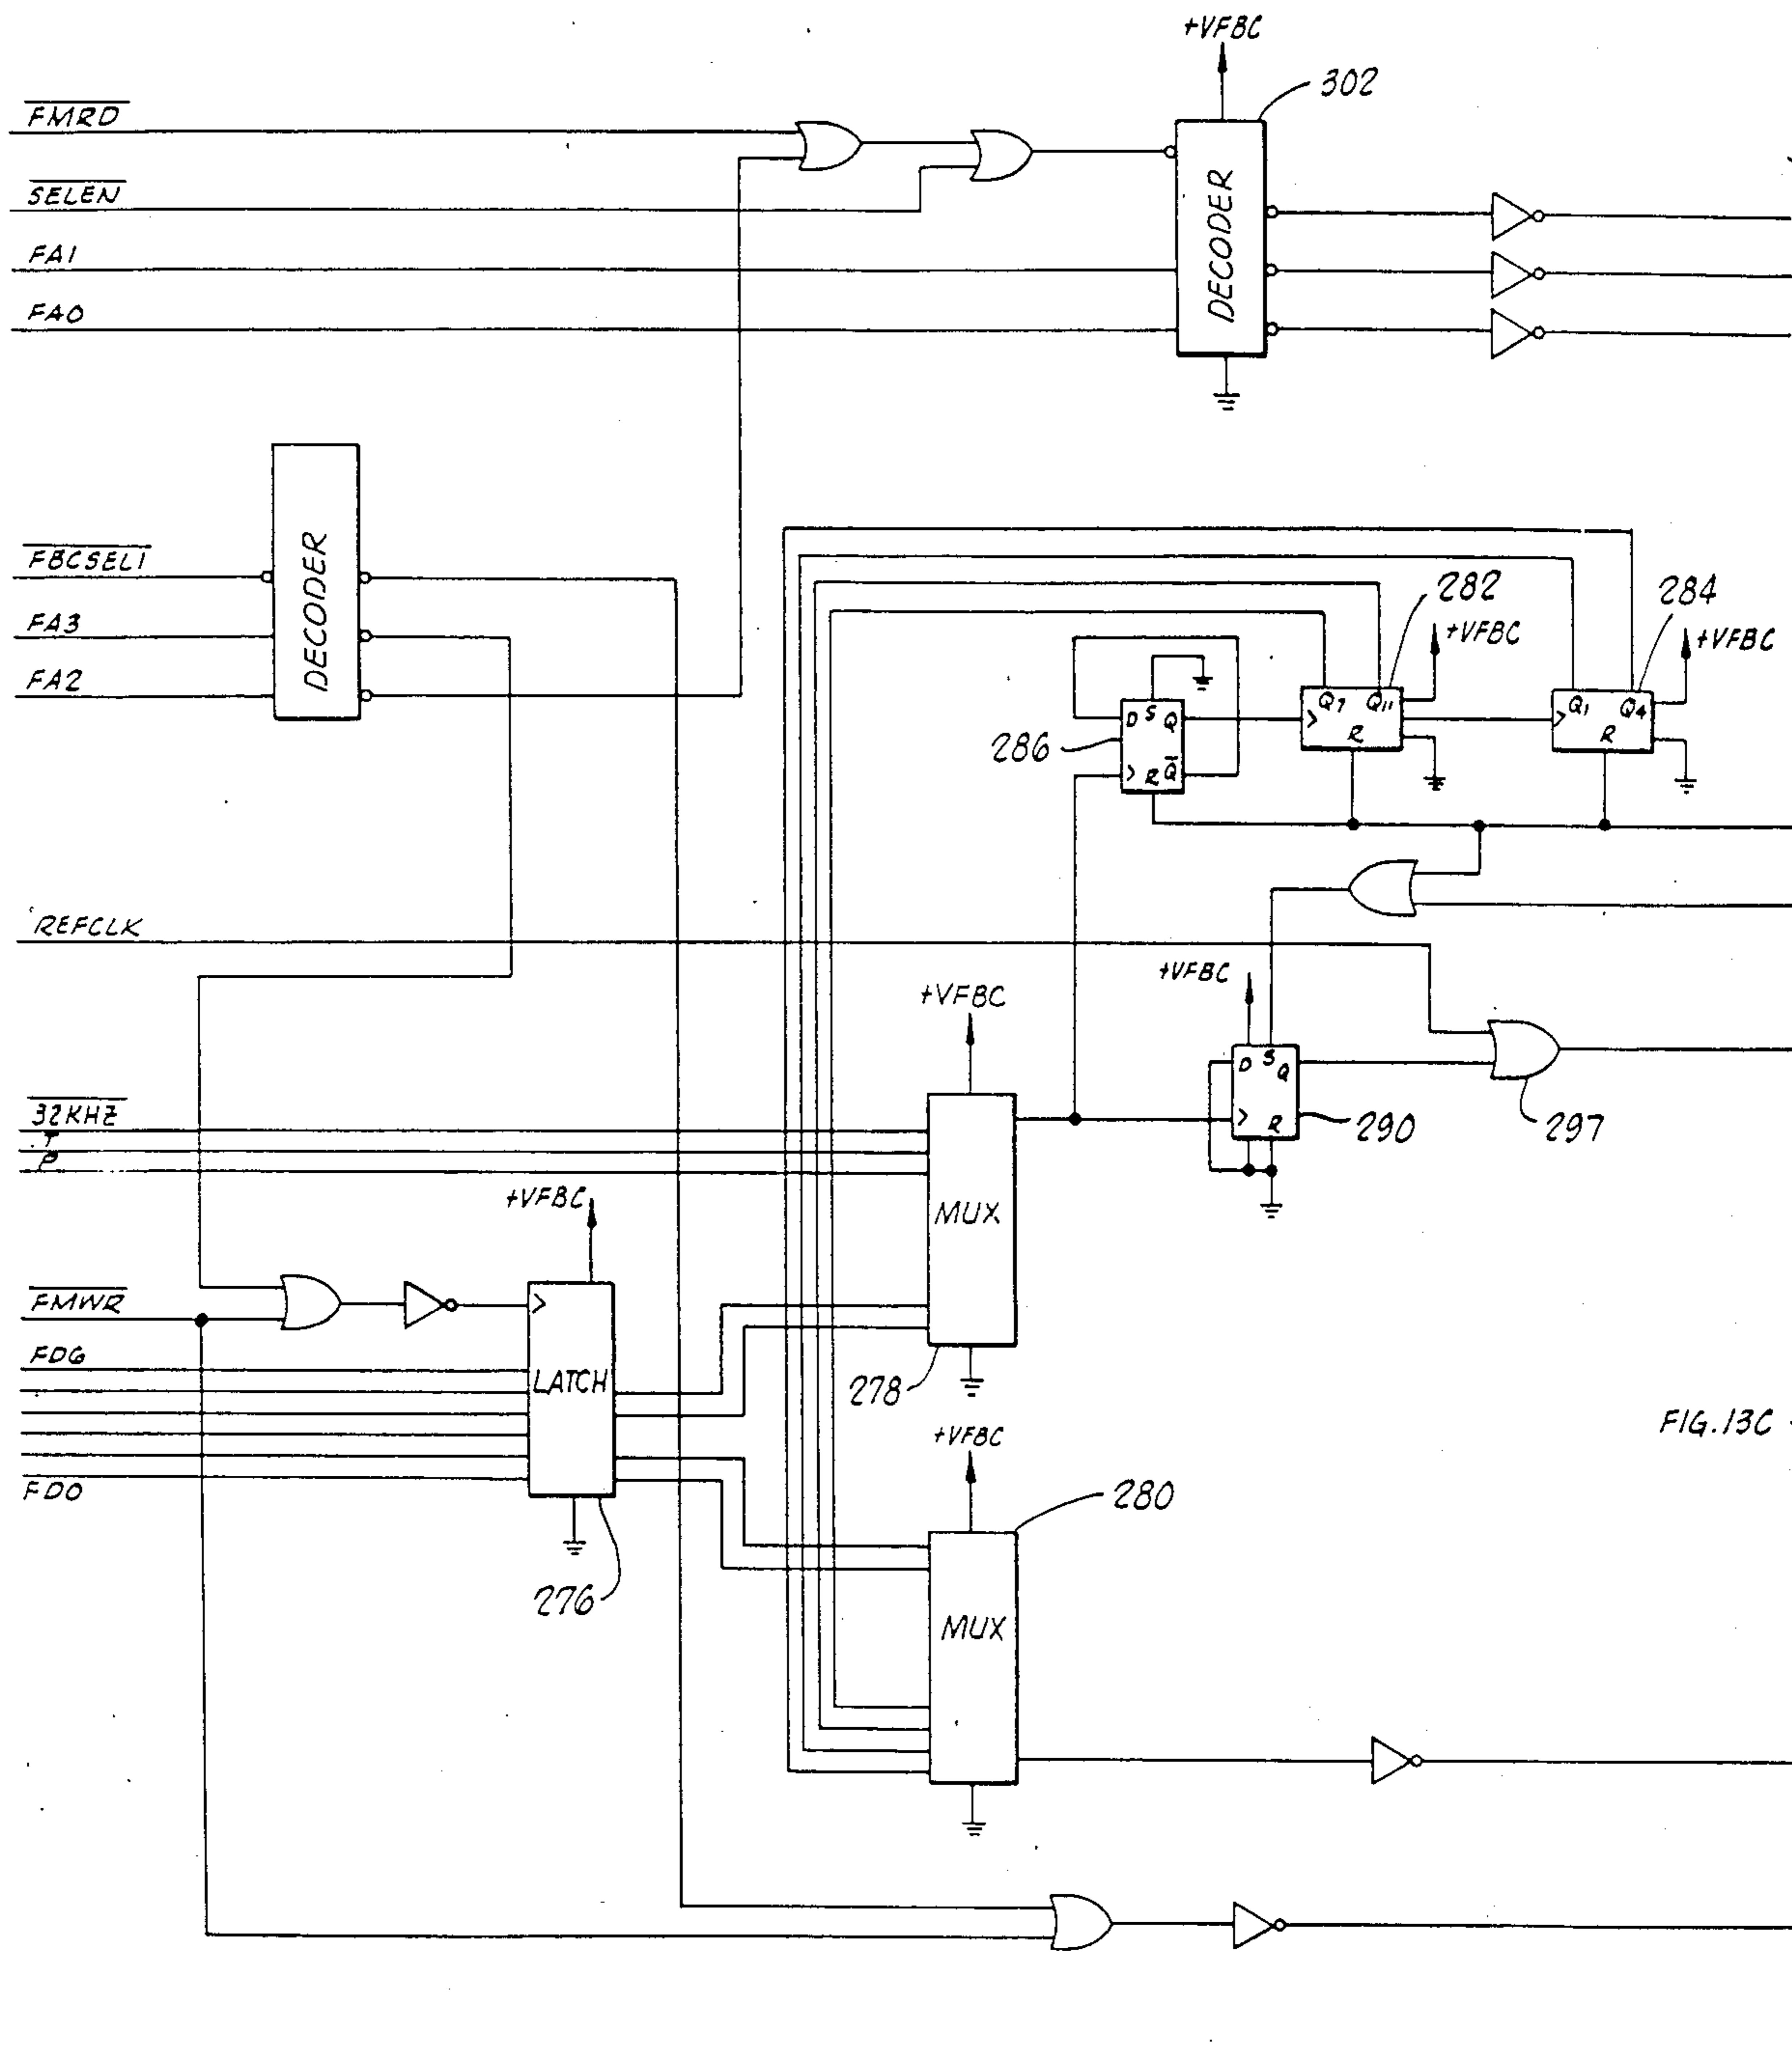 +VFBC
302
FMRD
SELEN
FA1
FA0
DECODER
FBCSEL1
FA3
FA2
DECODER
282
284
+VFBC
+VFBC
D S Q
R Q
286
Q7 Q11
R
Q1 Q4
R
REFCLK
+VFBC
+VFBC
D S Q
R
290
297
32KHZ
T
P
MUX
278
+VFBC
FMWR
FD6
LATCH
FD0
276
+VFBC
280
MUX
FIG.13C